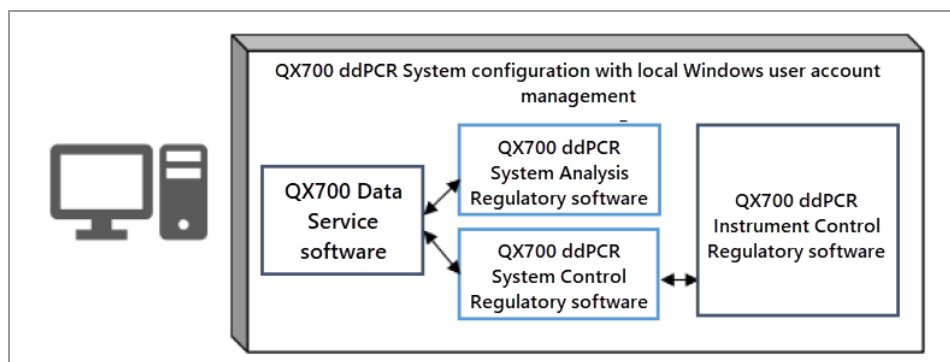 QX700 ddPCR System configuration with local Windows user account
management
QX700 Data
Service
software
QX700 ddPCR
System Analysis
Regulatory software
QX700 ddPCR
System Control
Regulatory software
QX700 ddPCR
Instrument Control
Regulatory software